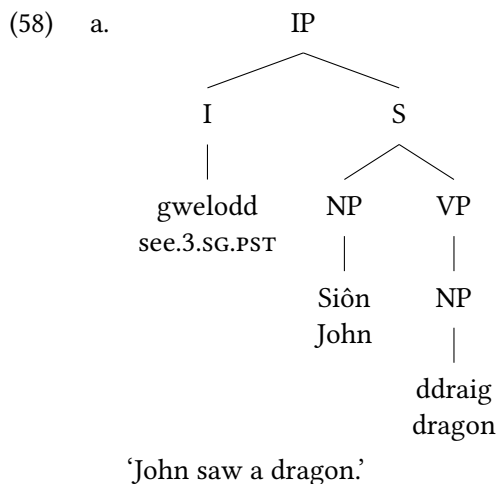 (58) a. IP
I S
gwelodd NP VP
see.3.SG.PST
Siôn NP
John
ddraig
dragon
‘John saw a dragon.’